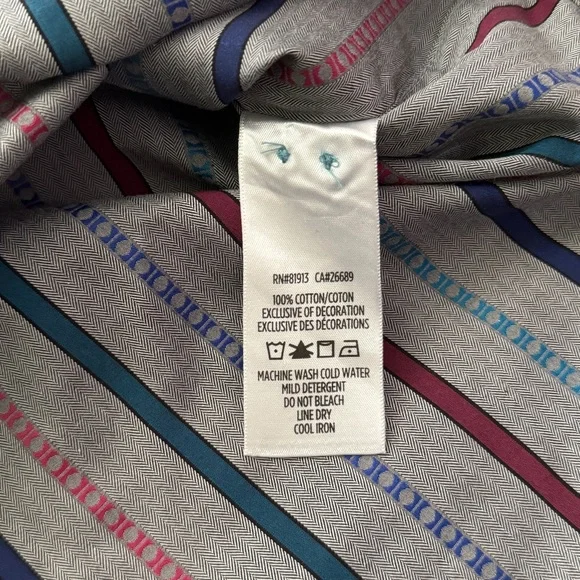 RN#81913 CA#26689
100% COTTON/COTON
EXCLUSIVE OF DECORATION
EXCLUSIVE DES DÉCORATIONS
MACHINE WASH COLD WATER
MILD DETERGENT
DO NOT BLEACH
LINE DRY
COOL IRON